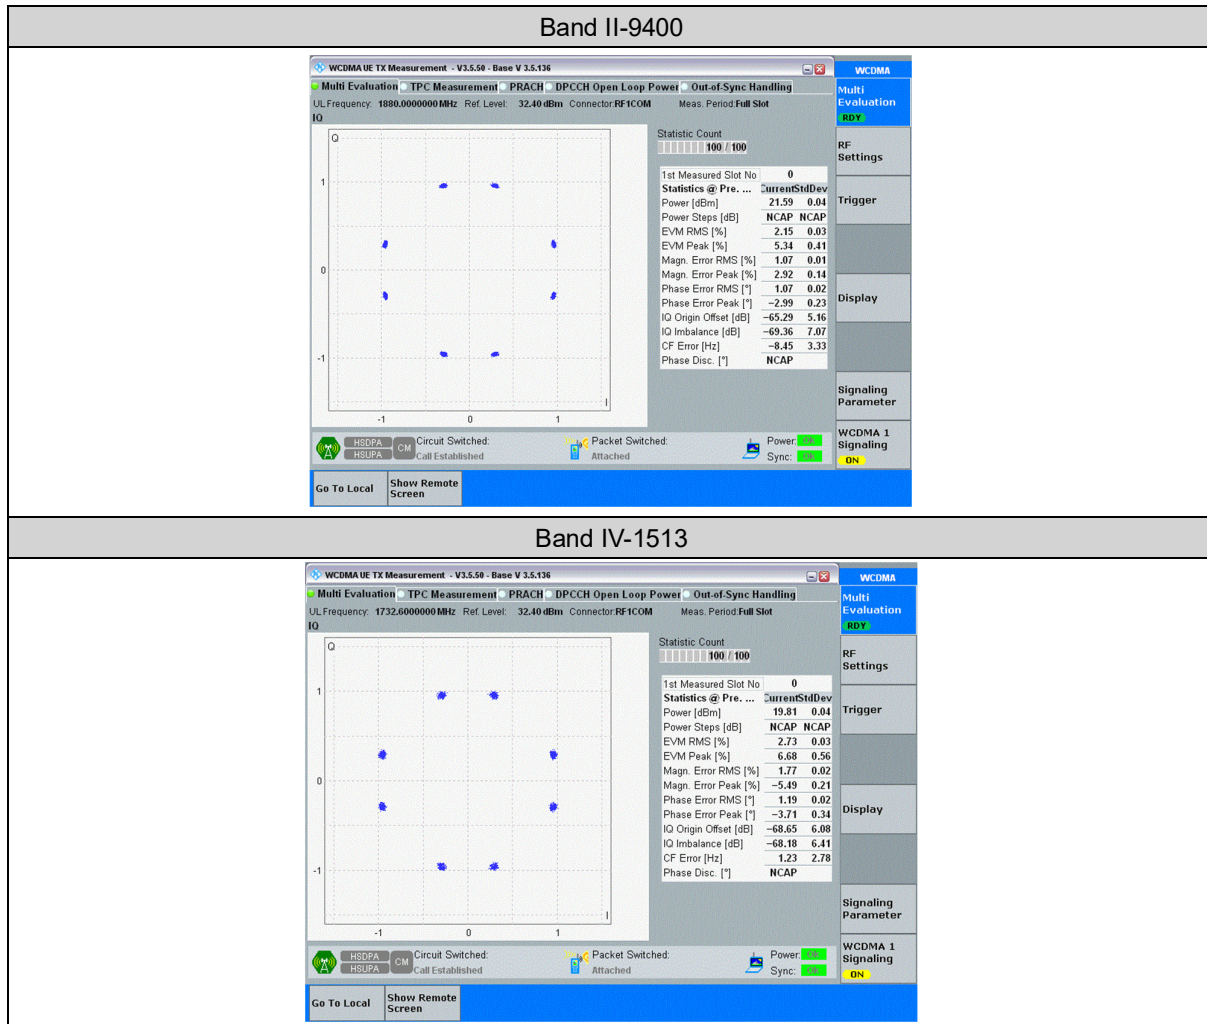 Band II-9400
WCDMA UE TX Measurement - V3.5.50 - Base V 3.5.136
WCDMA
Multi Evaluation TPC Measurement PRACH DPCCH Open Loop Power Out-of-Sync Handling
Multi
Evaluation
RDY
UL Frequency: 1880.0000000 MHz Ref. Level: 32.40 dBm Connector:RF1COM Meas. Period:Full Slot
IQ
Q
1
0
-1
-1 0 1
I
Statistic Count
100 / 100
1st Measured Slot No 0
Statistics @ Pre. ... Current StdDev
Power [dBm] 21.59 0.04
Power Steps [dB] NCAP NCAP
EVM RMS [%] 2.15 0.03
EVM Peak [%] 5.34 0.41
Magn. Error RMS [%] 1.07 0.01
Magn. Error Peak [%] 2.92 0.14
Phase Error RMS [°] 1.07 0.02
Phase Error Peak [°] -2.99 0.23
IQ Origin Offset [dB] -65.29 5.16
IQ Imbalance [dB] -69.36 7.07
CF Error [Hz] -8.45 3.33
Phase Disc. [°] NCAP
RF
Settings
Trigger
Display
Signaling
Parameter
WCDMA 1
Signaling
ON
HSDPA
HSUPA
CM
Circuit Switched:
Call Established
Packet Switched:
Attached
Power: OK
Sync: OK
Go To Local
Show Remote
Screen
Band IV-1513
WCDMA UE TX Measurement - V3.5.50 - Base V 3.5.136
WCDMA
Multi Evaluation TPC Measurement PRACH DPCCH Open Loop Power Out-of-Sync Handling
Multi
Evaluation
RDY
UL Frequency: 1732.6000000 MHz Ref. Level: 32.40 dBm Connector:RF1COM Meas. Period:Full Slot
IQ
Q
1
0
-1
-1 0 1
I
Statistic Count
100 / 100
1st Measured Slot No 0
Statistics @ Pre. ... Current StdDev
Power [dBm] 19.81 0.04
Power Steps [dB] NCAP NCAP
EVM RMS [%] 2.73 0.03
EVM Peak [%] 6.68 0.56
Magn. Error RMS [%] 1.77 0.02
Magn. Error Peak [%] -5.49 0.21
Phase Error RMS [°] 1.19 0.02
Phase Error Peak [°] -3.71 0.34
IQ Origin Offset [dB] -68.65 6.08
IQ Imbalance [dB] -68.18 6.41
CF Error [Hz] 1.23 2.78
Phase Disc. [°] NCAP
RF
Settings
Trigger
Display
Signaling
Parameter
WCDMA 1
Signaling
ON
HSDPA
HSUPA
CM
Circuit Switched:
Call Established
Packet Switched:
Attached
Power: OK
Sync: OK
Go To Local
Show Remote
Screen